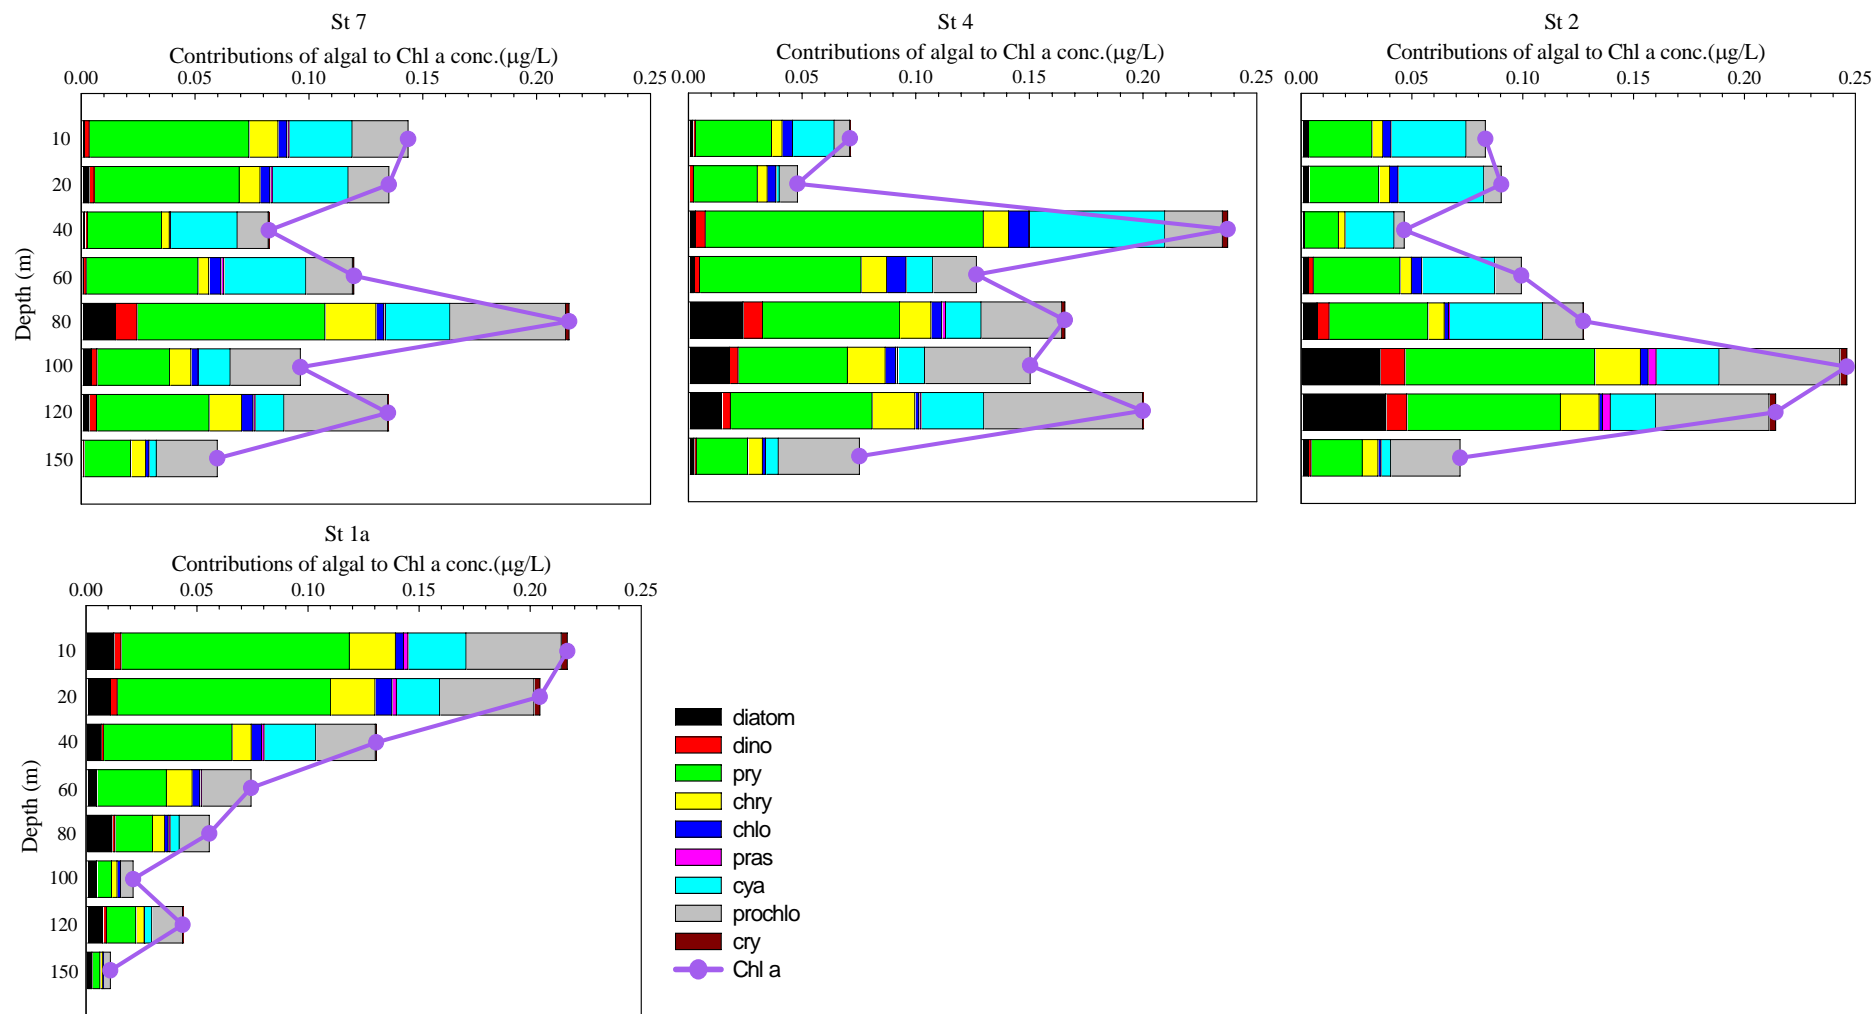 St 7
Contributions of algal to Chl a conc.(μg/L)
0.00 0.05 0.10 0.15 0.20 0.25
Depth (m)
10
20
40
60
80
100
120
150
St 4
Contributions of algal to Chl a conc.(μg/L)
0.00 0.05 0.10 0.15 0.20 0.25
St 2
Contributions of algal to Chl a conc.(μg/L)
0.00 0.05 0.10 0.15 0.20 0.25
St 1a
Contributions of algal to Chl a conc.(μg/L)
0.00 0.05 0.10 0.15 0.20 0.25
Depth (m)
10
20
40
60
80
100
120
150
diatom
dino
pry
chry
chlo
pras
cya
prochlo
cry
Chl a